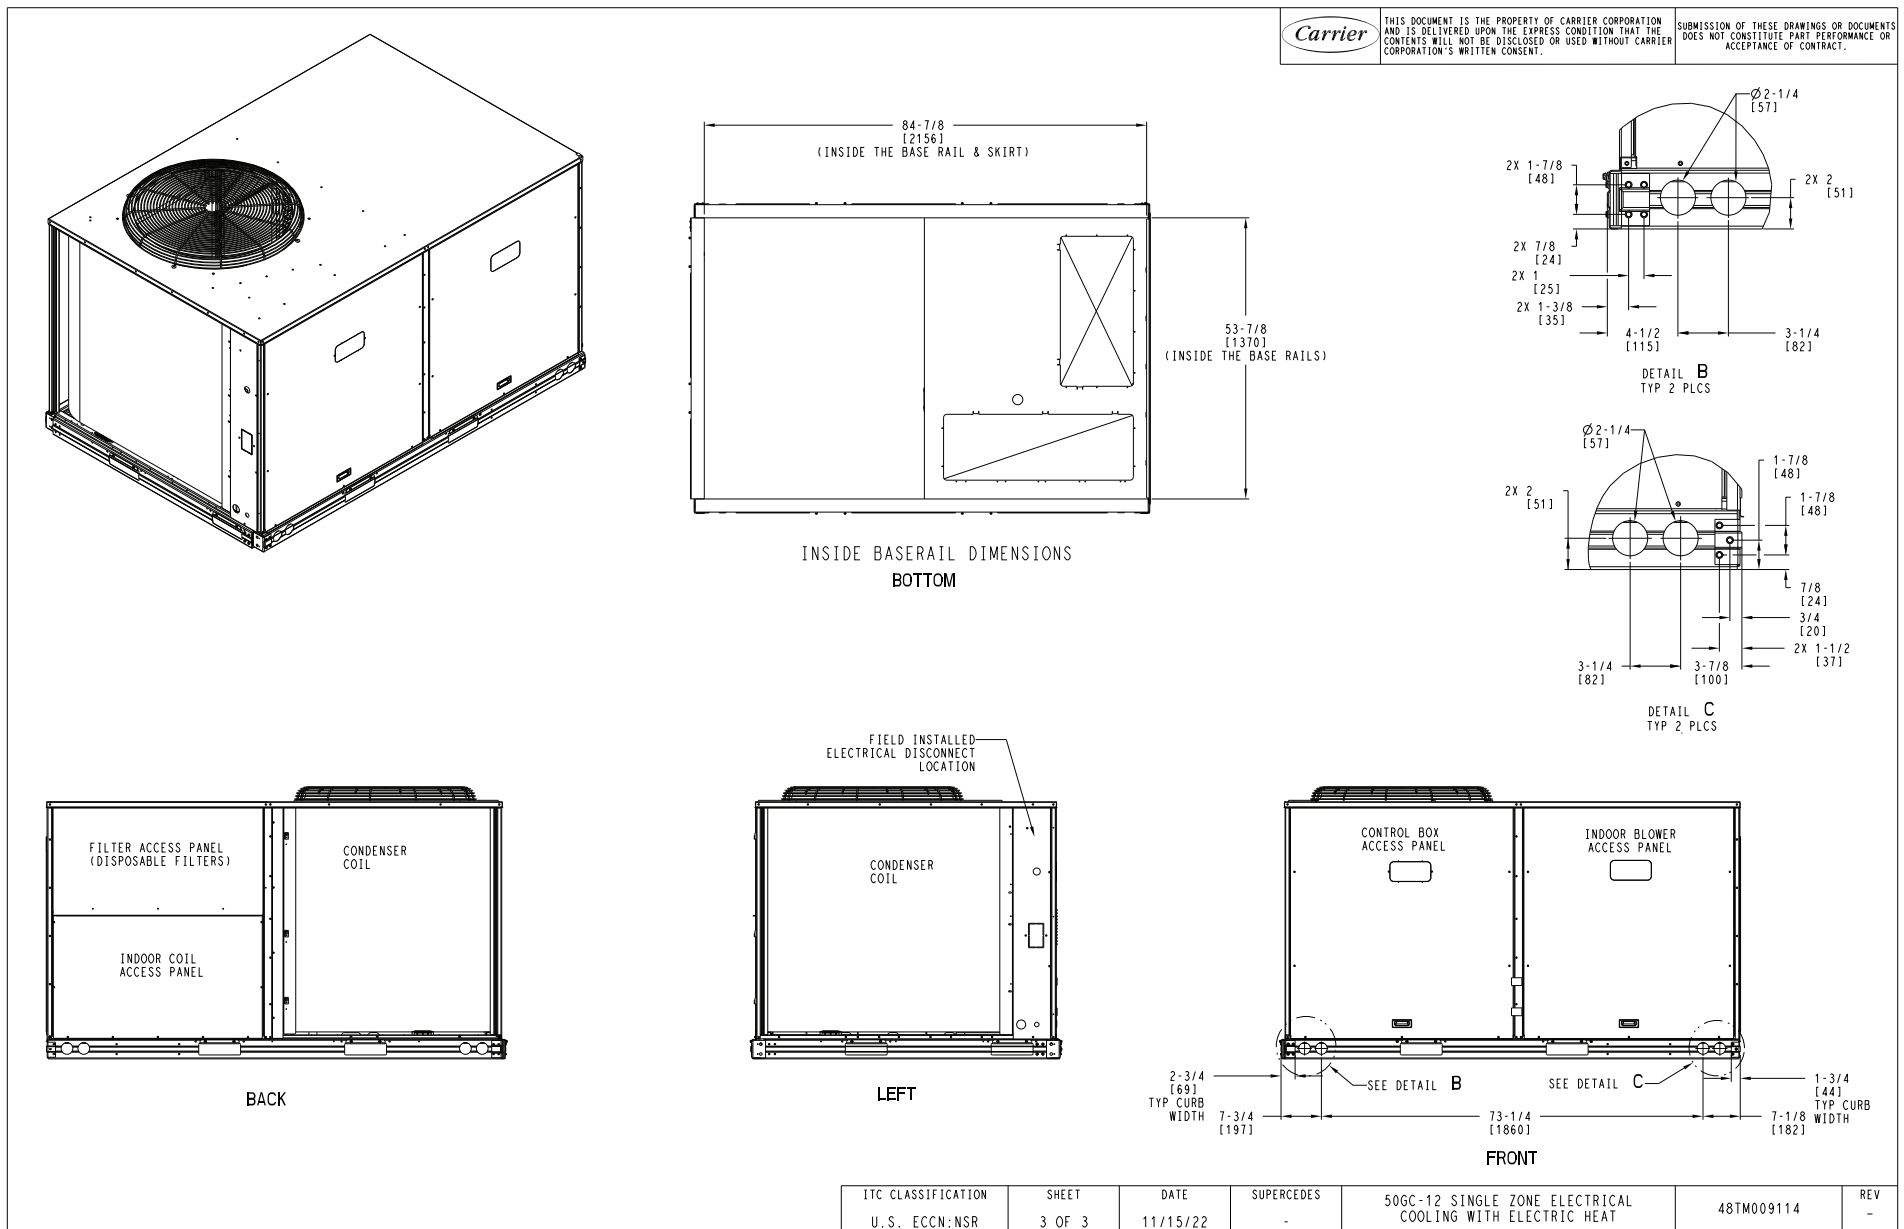 Carrier
THIS DOCUMENT IS THE PROPERTY OF CARRIER CORPORATION
AND IS DELIVERED UPON THE EXPRESS CONDITION THAT THE
CONTENTS WILL NOT BE DISCLOSED OR USED WITHOUT CARRIER
CORPORATION'S WRITTEN CONSENT.
SUBMISSION OF THESE DRAWINGS OR DOCUMENTS
DOES NOT CONSTITUTE PART PERFORMANCE OR
ACCEPTANCE OF CONTRACT.
84-7/8
[2156]
(INSIDE THE BASE RAIL & SKIRT)
53-7/8
[1370]
(INSIDE THE BASE RAILS)
INSIDE BASERAIL DIMENSIONS
BOTTOM
Ø2-1/4
[57]
2X 1-7/8
[48]
2X 2
[51]
2X 7/8
[24]
2X 1
[25]
2X 1-3/8
[35]
4-1/2
[115]
3-1/4
[82]
DETAIL B
TYP 2 PLCS
Ø2-1/4
[57]
1-7/8
[48]
2X 2
[51]
1-7/8
[48]
7/8
[24]
3/4
[20]
2X 1-1/2
[37]
3-1/4
[82]
3-7/8
[100]
DETAIL C
TYP 2 PLCS
FILTER ACCESS PANEL
(DISPOSABLE FILTERS)
CONDENSER
COIL
INDOOR COIL
ACCESS PANEL
BACK
FIELD INSTALLED
ELECTRICAL DISCONNECT
LOCATION
CONDENSER
COIL
LEFT
CONTROL BOX
ACCESS PANEL
INDOOR BLOWER
ACCESS PANEL
2-3/4
[69]
TYP CURB
WIDTH
7-3/4
[197]
SEE DETAIL B
SEE DETAIL C
73-1/4
[1860]
1-3/4
[44]
TYP CURB
WIDTH
7-1/8
[182]
FRONT
ITC CLASSIFICATION
U.S. ECCN:NSR
SHEET
3 OF 3
DATE
11/15/22
SUPERCEDES
-
50GC-12 SINGLE ZONE ELECTRICAL
COOLING WITH ELECTRIC HEAT
48TM009114
REV
-